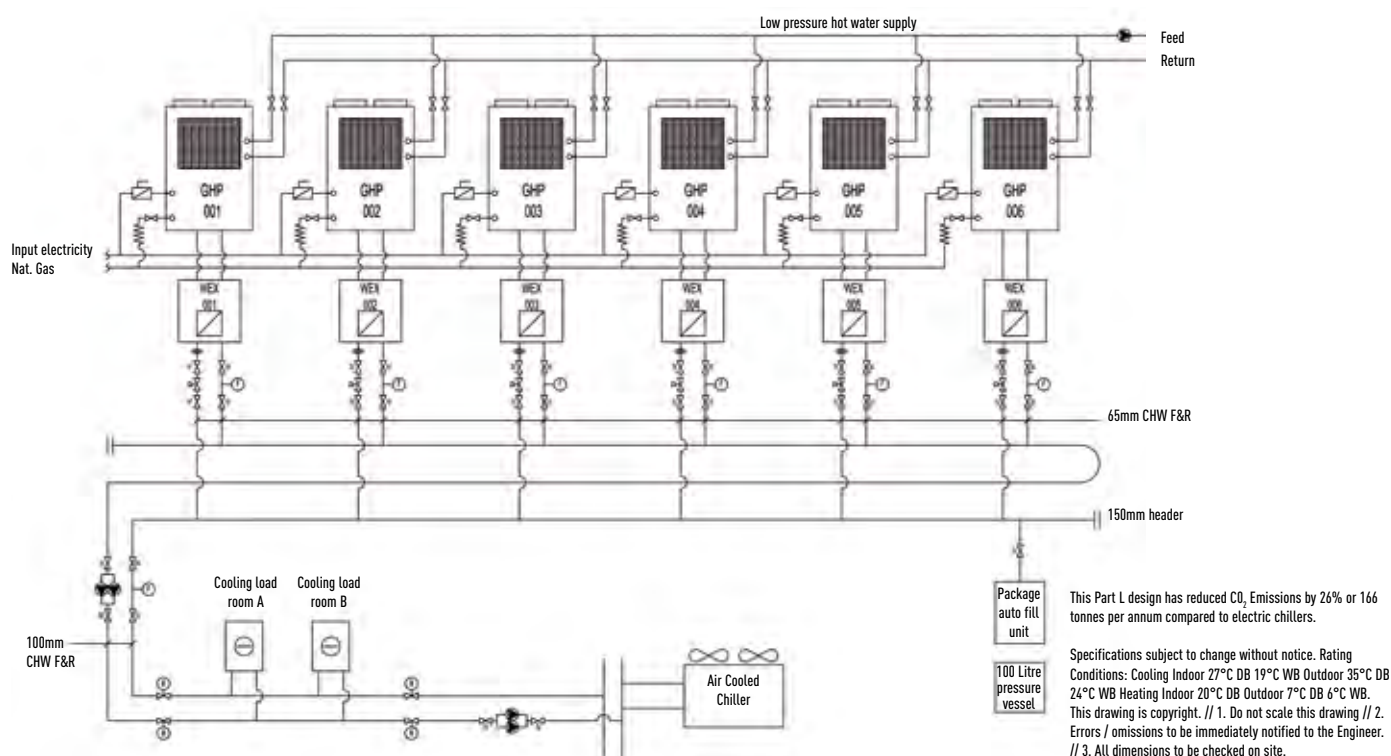 Low pressure hot water supply
Feed
Return
GHP
001
GHP
002
GHP
003
GHP
004
GHP
005
GHP
006
Input electricity
Nat. Gas
WEX
001
WEX
002
WEX
003
WEX
004
WEX
005
WEX
006
65mm CHW F&R
150mm header
Cooling load
room A
Cooling load
room B
100mm
CHW F&R
Air Cooled
Chiller
Package
auto fill
unit
100 Litre
pressure
vessel
This Part L design has reduced CO₂ Emissions by 26% or 166
tonnes per annum compared to electric chillers.
Specifications subject to change without notice. Rating
Conditions: Cooling Indoor 27°C DB 19°C WB Outdoor 35°C DB
24°C WB Heating Indoor 20°C DB Outdoor 7°C DB 6°C WB.
This drawing is copyright. // 1. Do not scale this drawing // 2.
Errors / omissions to be immediately notified to the Engineer.
// 3. All dimensions to be checked on site.